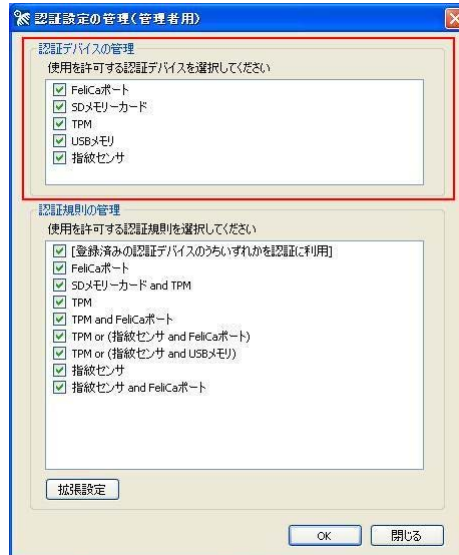 認証設定の管理(管理者用)
認証デバイスの管理
使用を許可する認証デバイスを選択してください
FeliCaポート
SDメモリーカード
TPM
USBメモリ
指紋センサ
認証規則の管理
使用を許可する認証規則を選択してください
[登録済みの認証デバイスのうちいずれかを認証に利用]
FeliCaポート
SDメモリーカード and TPM
TPM
TPM and FeliCaポート
TPM or (指紋センサ and FeliCaポート)
TPM or (指紋センサ and USBメモリ)
指紋センサ
指紋センサ and FeliCaポート
拡張設定
OK 閉じる